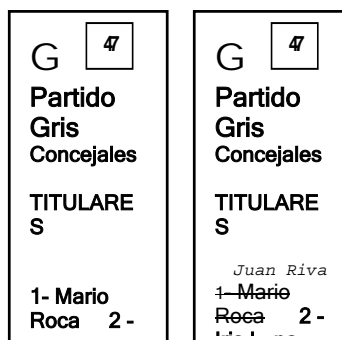 G 47
Partido
Gris
Concejales
TITULARE
S
1- Mario
Roca 2 -
G 47
Partido
Gris
Concejales
TITULARE
S
Juan Riva
1- Mario
Roca 2 -